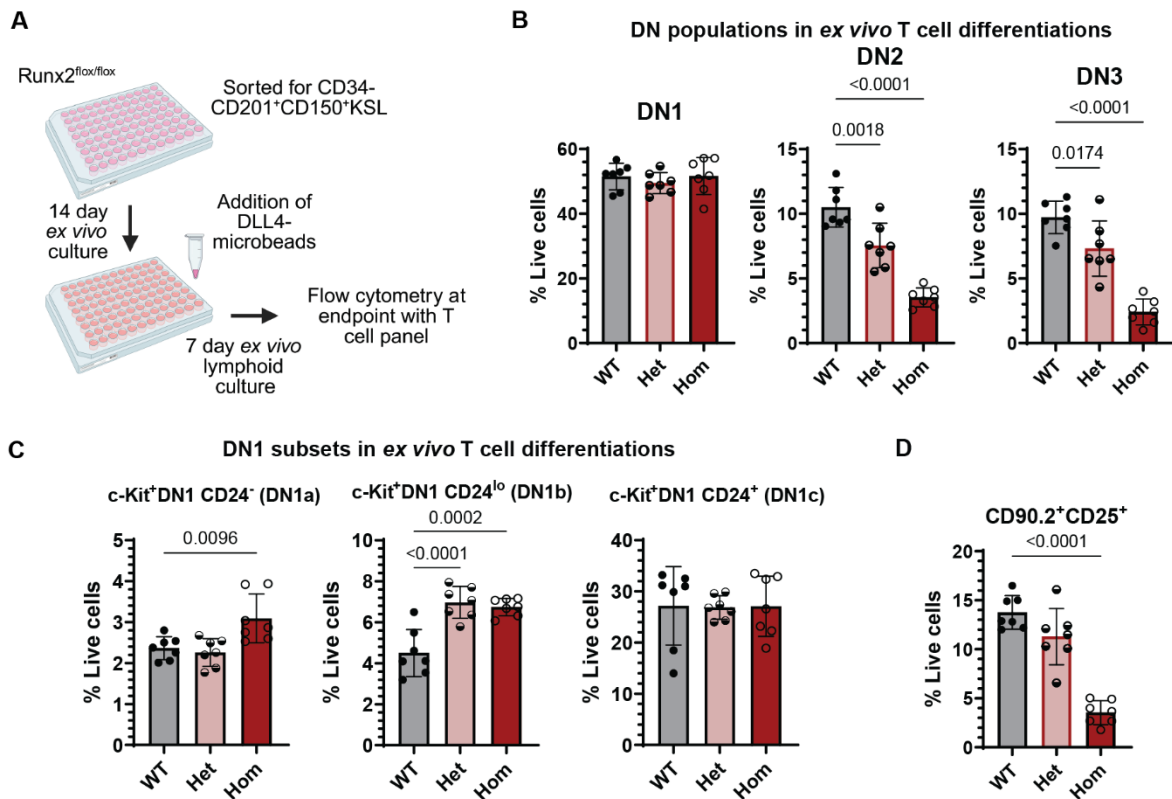 A
Runx2flox/flox
Sorted for CD34-
CD201+CD150+KSL
14 day
ex vivo
culture
Addition of
DLL4-
microbeads
Flow cytometry at
endpoint with T
cell panel
7 day ex vivo
lymphoid
culture
B
DN populations in ex vivo T cell differentiations
DN1
% Live cells
60
40
20
0
WT
Het
Hom
DN2
<0.0001
0.0018
% Live cells
15
10
5
0
WT
Het
Hom
DN3
<0.0001
0.0174
% Live cells
15
10
5
0
WT
Het
Hom
C
DN1 subsets in ex vivo T cell differentiations
c-Kit+DN1 CD24- (DN1a)
0.0096
% Live cells
5
4
3
2
1
0
WT
Het
Hom
c-Kit+DN1 CD24lo (DN1b)
0.0002
<0.0001
% Live cells
10
8
6
4
2
0
WT
Het
Hom
c-Kit+DN1 CD24+ (DN1c)
% Live cells
40
30
20
10
0
WT
Het
Hom
D
CD90.2+CD25+
<0.0001
% Live cells
20
15
10
5
0
WT
Het
Hom